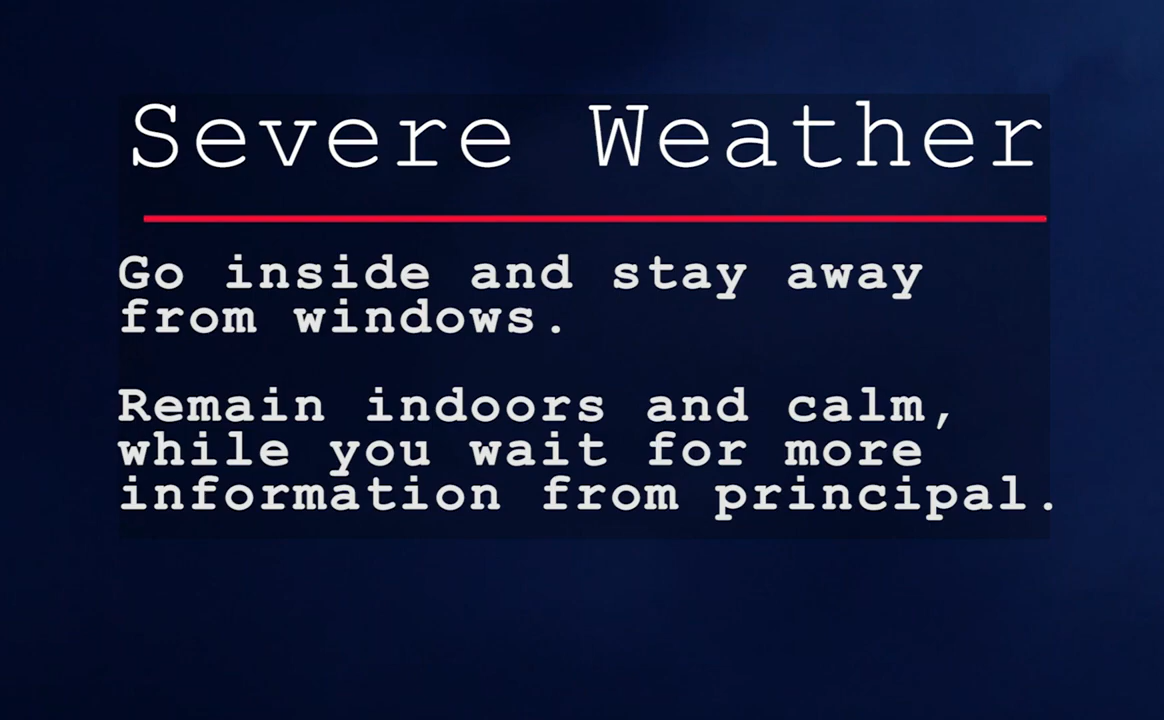 Severe Weather
Go inside and stay away
from windows.
Remain indoors and calm,
while you wait for more
information from principal.